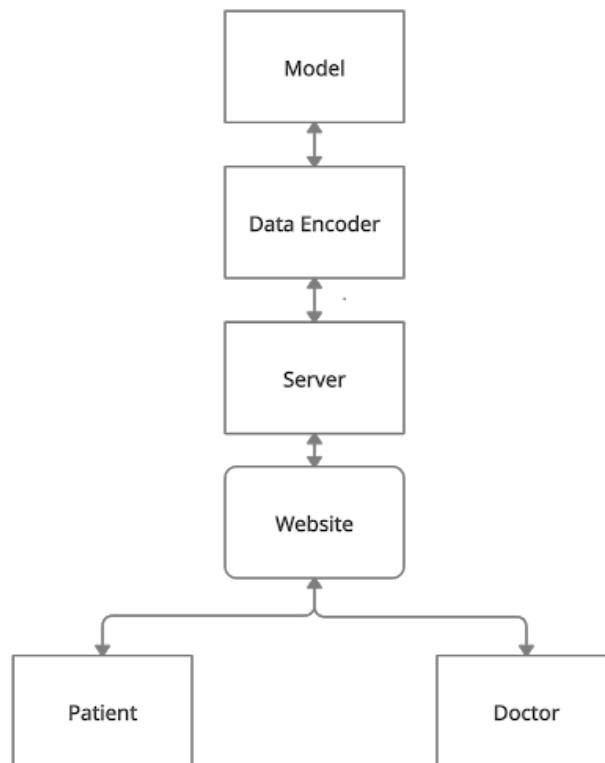 Model
Data Encoder
Server
Website
Patient
Doctor